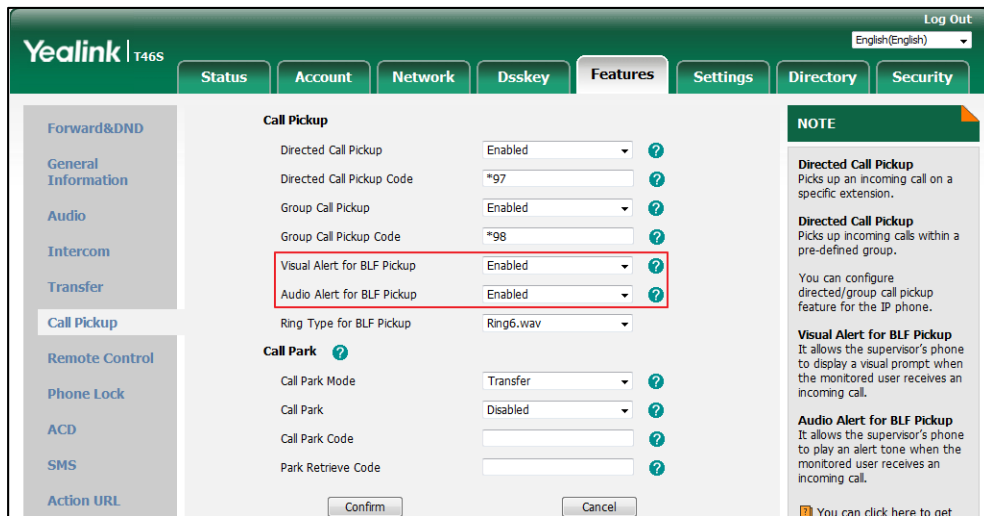 Log Out
English(English)
Yealink T46S
Status Account Network Dsskey Features Settings Directory Security
Forward&DND
General
Information
Audio
Intercom
Transfer
Call Pickup
Remote Control
Phone Lock
ACD
SMS
Action URL
Call Pickup
Directed Call Pickup Enabled
Directed Call Pickup Code *97
Group Call Pickup Enabled
Group Call Pickup Code *98
Visual Alert for BLF Pickup Enabled
Audio Alert for BLF Pickup Enabled
Ring Type for BLF Pickup Ring6.wav
Call Park
Call Park Mode Transfer
Call Park Disabled
Call Park Code
Park Retrieve Code
Confirm Cancel
NOTE
Directed Call Pickup
Picks up an incoming call on a
specific extension.
Directed Call Pickup
Picks up incoming calls within a
pre-defined group.
You can configure
directed/group call pickup
feature for the IP phone.
Visual Alert for BLF Pickup
It allows the supervisor's phone
to display a visual prompt when
the monitored user receives an
incoming call.
Audio Alert for BLF Pickup
It allows the supervisor's phone
to play an alert tone when the
monitored user receives an
incoming call.
You can click here to get